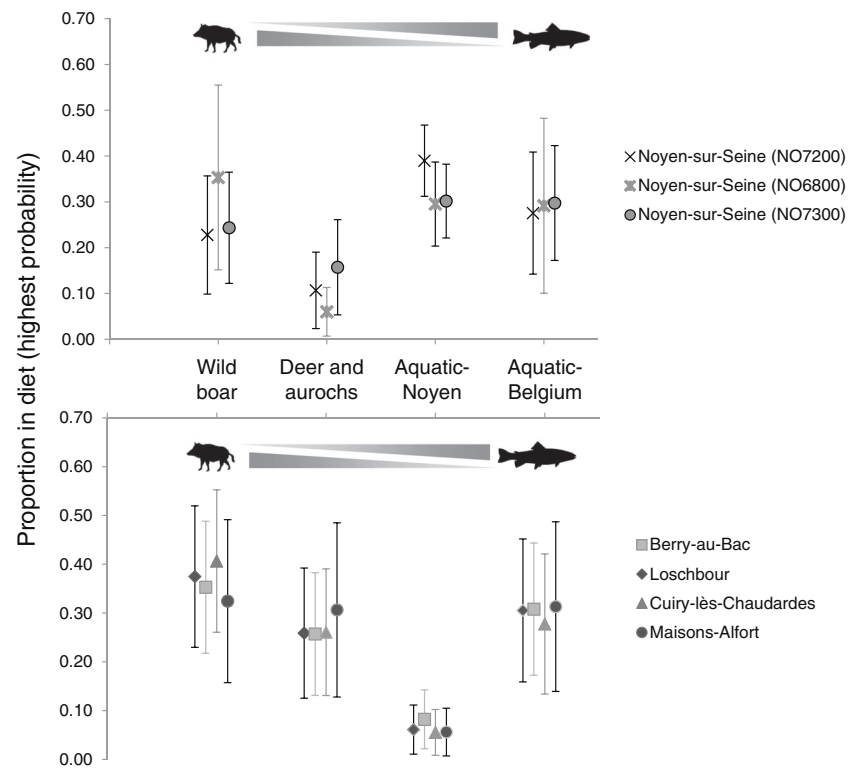 Proportion in diet (highest probability)
0.70
0.60
0.50
0.40
0.30
0.20
0.10
0.00
Noyen-sur-Seine (NO7200)
Noyen-sur-Seine (NO6800)
Noyen-sur-Seine (NO7300)
Wild
boar
Deer and
aurochs
Aquatic-
Noyen
Aquatic-
Belgium
0.70
0.60
0.50
0.40
0.30
0.20
0.10
0.00
Berry-au-Bac
Loschbour
Cuiry-lès-Chaudardes
Maisons-Alfort